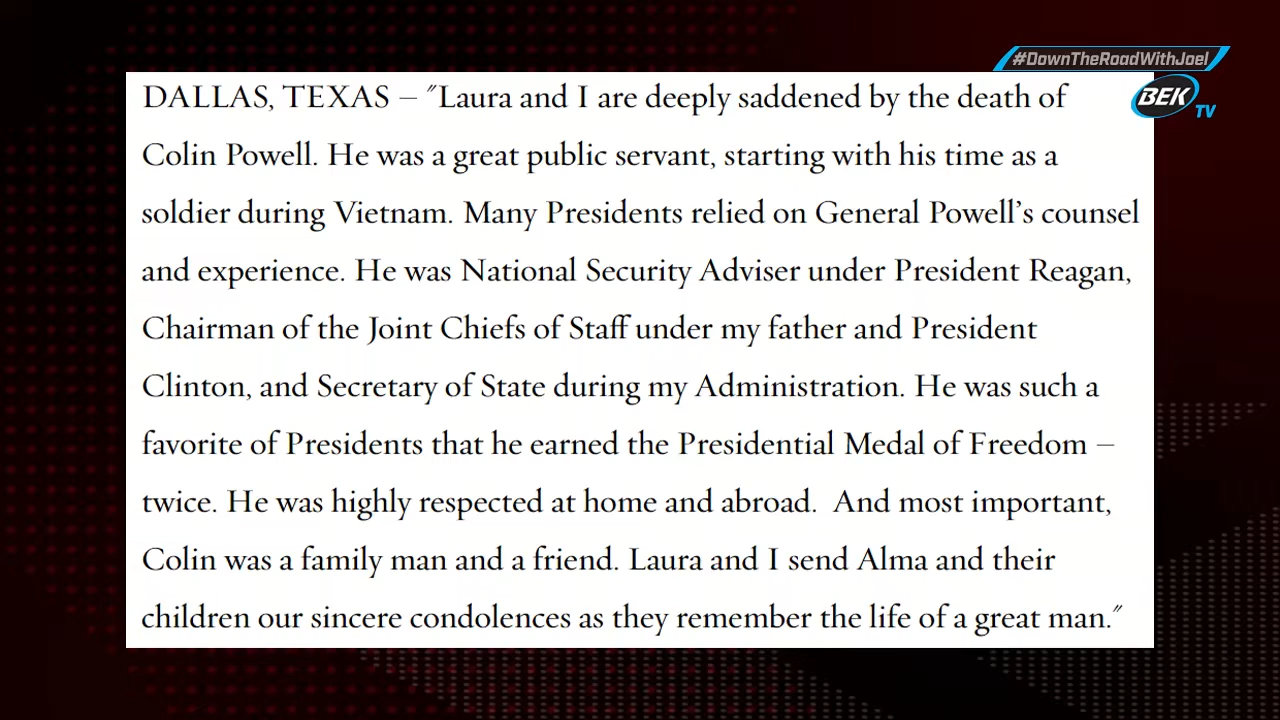 #DownTheRoadWithJoel
BEK TV
DALLAS, TEXAS – "Laura and I are deeply saddened by the death of
Colin Powell. He was a great public servant, starting with his time as a
soldier during Vietnam. Many Presidents relied on General Powell’s counsel
and experience. He was National Security Adviser under President Reagan,
Chairman of the Joint Chiefs of Staff under my father and President
Clinton, and Secretary of State during my Administration. He was such a
favorite of Presidents that he earned the Presidential Medal of Freedom –
twice. He was highly respected at home and abroad.  And most important,
Colin was a family man and a friend. Laura and I send Alma and their
children our sincere condolences as they remember the life of a great man."